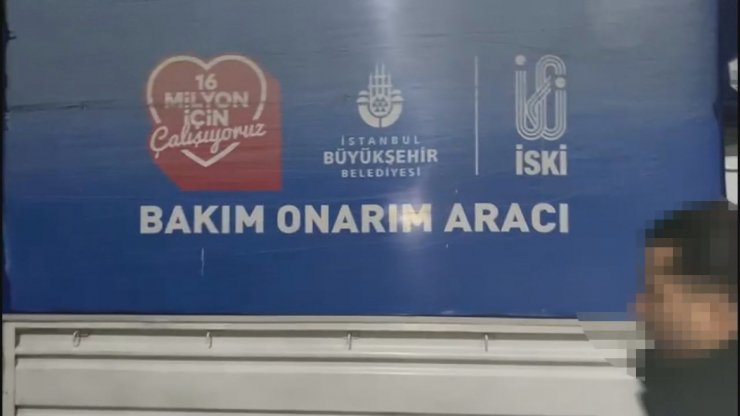 16
MİLYON
İÇİN
Çalışıyoruz
İSTANBUL
BÜYÜKŞEHİR
BELEDİYESİ
İSKİ
BAKIM ONARIM ARACI